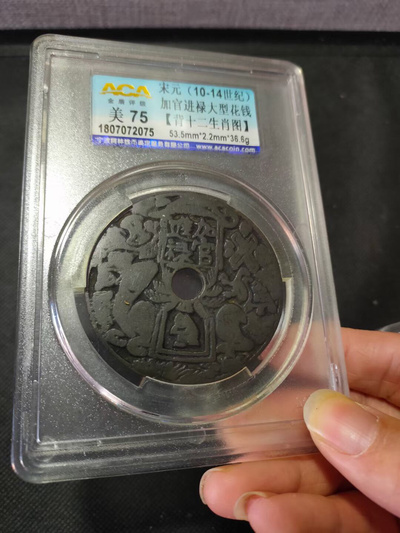 ACA
美 75
1807072075
宋元（10-14世纪）
加官进禄大型花钱
【背十二生肖图】
53.5mm*2.2mm*36.6g
www.acacoin.com
加官
进禄